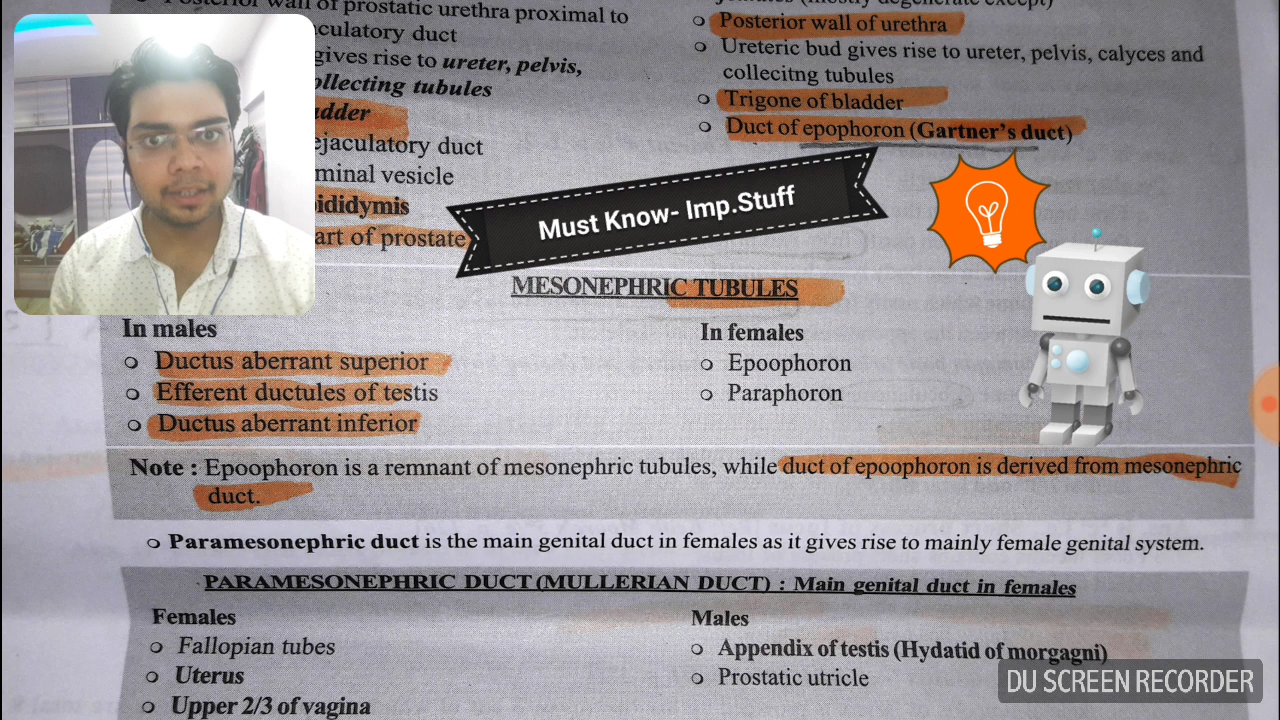 Posterior wall of prostatic urethra proximal to
culatory duct
gives rise to ureter, pelvis,
ollecting tubules
adder
ejaculatory duct
minal vesicle
ididymis
art of prostate
Posterior wall of urethra
Ureteric bud gives rise to ureter, pelvis, calyces and
collecitng tubules
Trigone of bladder
Duct of epophoron (Gartner's duct)
Must Know- Imp.Stuff
MESONEPHRIC TUBULES
In males
Ductus aberrant superior
Efferent ductules of testis
Ductus aberrant inferior
In females
Epoophoron
Paraphoron
Note : Epoophoron is a remnant of mesonephric tubules, while duct of epoophoron is derived from mesonephric
duct.
Paramesonephric duct is the main genital duct in females as it gives rise to mainly female genital system.
PARAMESONEPHRIC DUCT (MULLERIAN DUCT) : Main genital duct in females
Females
Fallopian tubes
Uterus
Upper 2/3 of vagina
Males
Appendix of testis (Hydatid of morgagni)
Prostatic utricle
DU SCREEN RECORDER